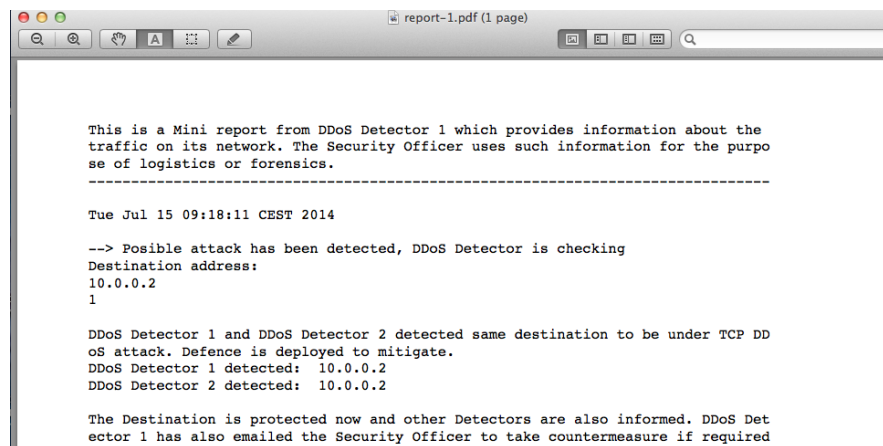 report-1.pdf (1 page)
A
This is a Mini report from DDoS Detector 1 which provides information about the
traffic on its network. The Security Officer uses such information for the purpo
se of logistics or forensics.
--------------------------------------------------------------------------------
Tue Jul 15 09:18:11 CEST 2014
--> Posible attack has been detected, DDoS Detector is checking
Destination address:
10.0.0.2
1
DDoS Detector 1 and DDoS Detector 2 detected same destination to be under TCP DD
oS attack. Defence is deployed to mitigate.
DDoS Detector 1 detected:  10.0.0.2
DDoS Detector 2 detected:  10.0.0.2
The Destination is protected now and other Detectors are also informed. DDoS Det
ector 1 has also emailed the Security Officer to take countermeasure if required